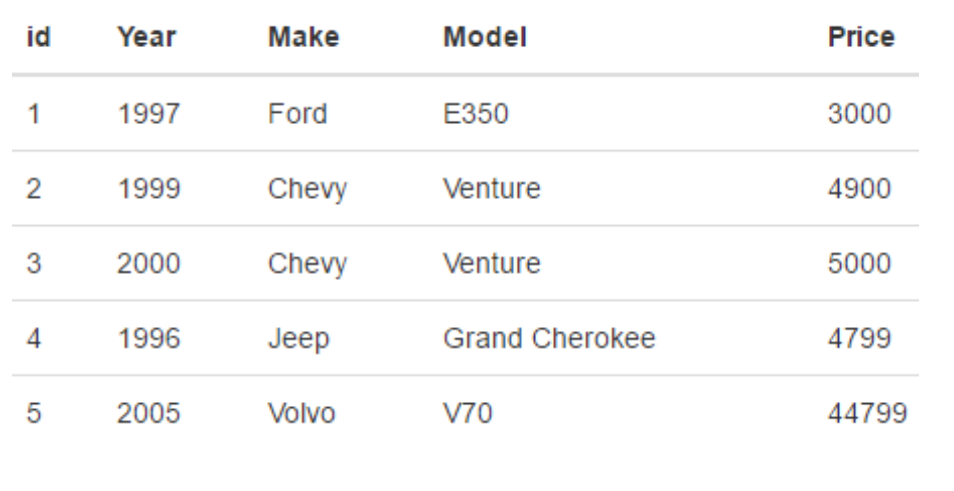 id Year Make Model Price
1 1997 Ford E350 3000
2 1999 Chevy Venture 4900
3 2000 Chevy Venture 5000
4 1996 Jeep Grand Cherokee 4799
5 2005 Volvo V70 44799